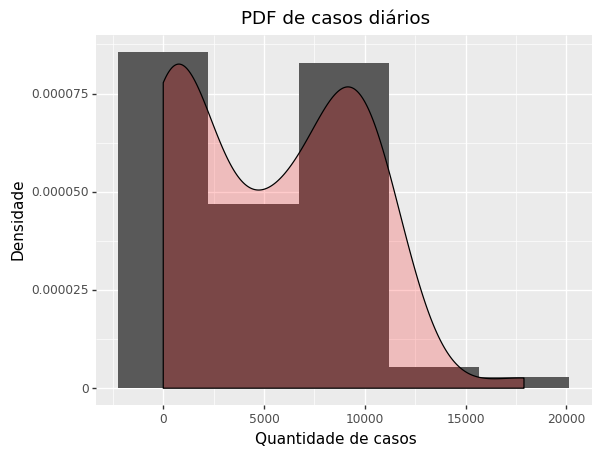 PDF de casos diários
Densidade
0.000075
0.000050
0.000025
0
0 5000 10000 15000 20000
Quantidade de casos